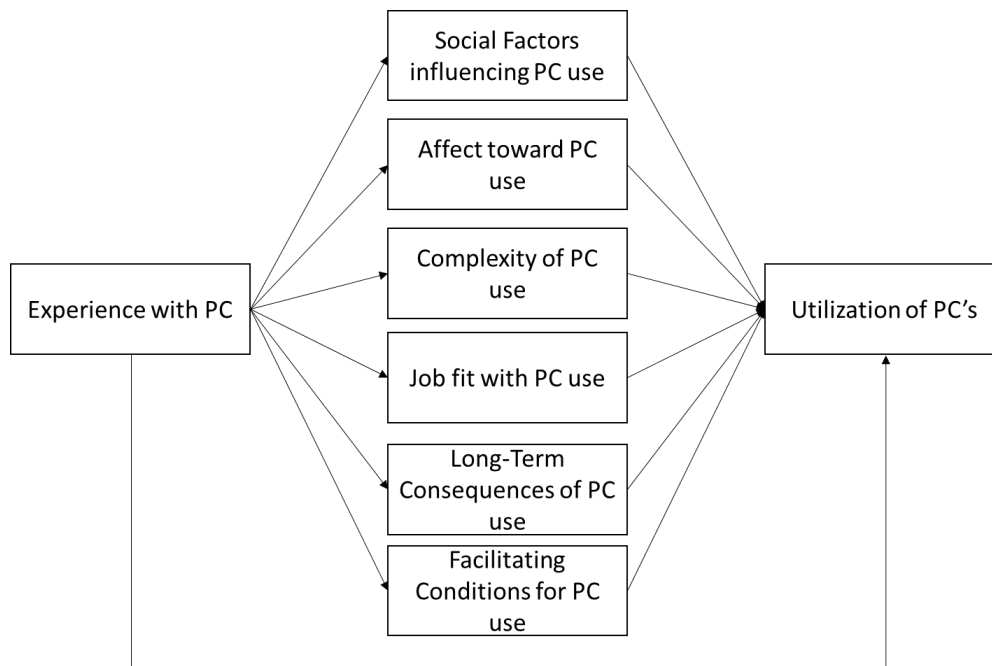 Social Factors
influencing PC use
Affect toward PC
use
Complexity of PC
use
Experience with PC
Utilization of PC's
Job fit with PC use
Long-Term
Consequences of PC
use
Facilitating
Conditions for PC
use